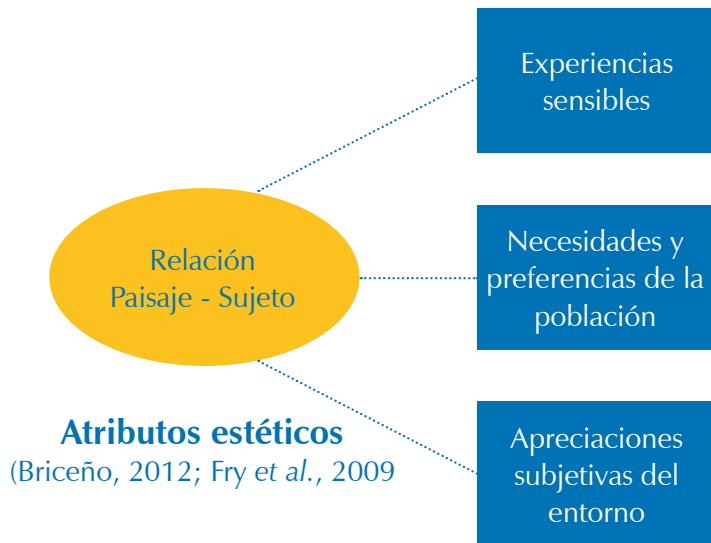 Experiencias
sensibles
Relación
Paisaje - Sujeto
Necesidades y
preferencias de la
población
Atributos estéticos
(Briceño, 2012; Fry et al., 2009
Apreciaciones
subjetivas del
entorno